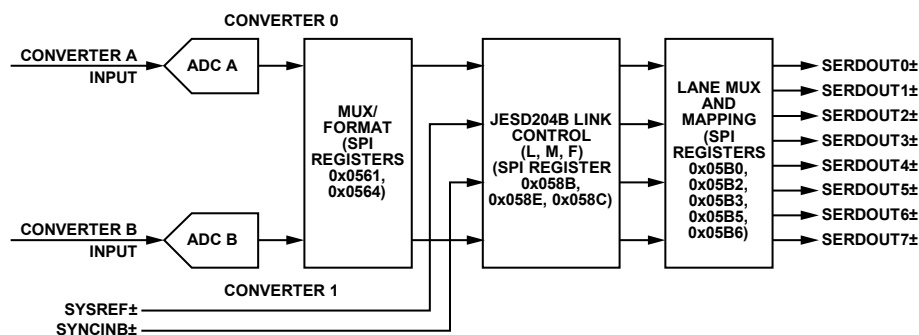 CONVERTER 0
CONVERTER A
INPUT
ADC A
MUX/
FORMAT
(SPI
REGISTERS
0x0561,
0x0564)
JESD204B LINK
CONTROL
(L, M, F)
(SPI REGISTER
0x058B,
0x058E, 0x058C)
LANE MUX
AND
MAPPING
(SPI
REGISTERS
0x05B0,
0x05B2,
0x05B3,
0x05B5,
0x05B6)
SERDOUT0±
SERDOUT1±
SERDOUT2±
SERDOUT3±
SERDOUT4±
SERDOUT5±
SERDOUT6±
SERDOUT7±
CONVERTER B
INPUT
ADC B
CONVERTER 1
SYSREF±
SYNCINB±